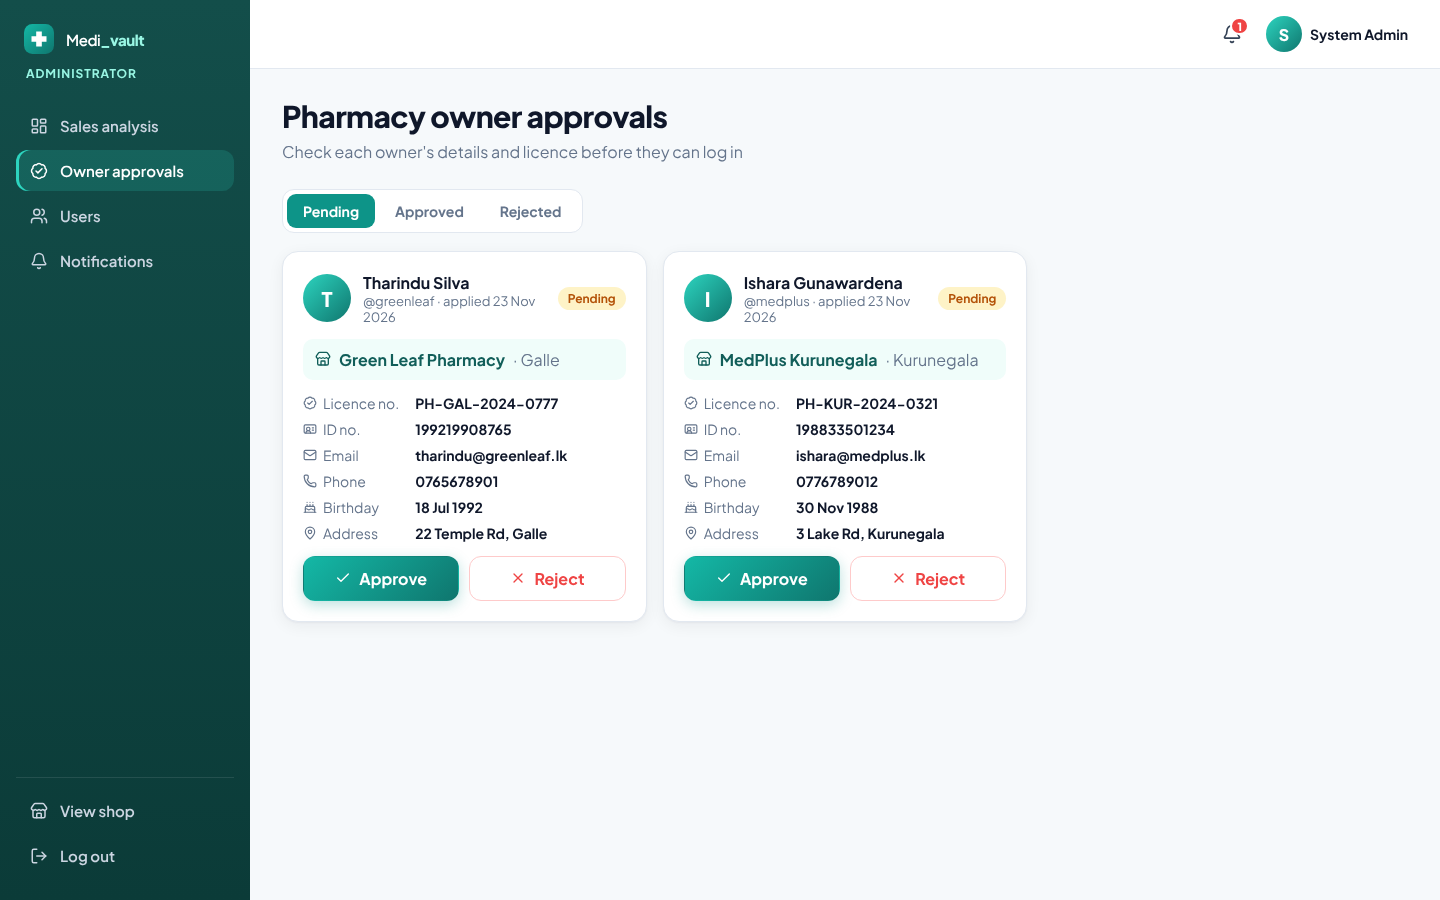 Medi_vault
ADMINISTRATOR
Sales analysis
Owner approvals
Users
Notifications
View shop
Log out
1
S
System Admin
Pharmacy owner approvals
Check each owner's details and licence before they can log in
Pending
Approved
Rejected
T
Tharindu Silva
@greenleaf · applied 23 Nov
2026
Pending
Green Leaf Pharmacy · Galle
Licence no. PH-GAL-2024-0777
ID no. 199219908765
Email tharindu@greenleaf.lk
Phone 0765678901
Birthday 18 Jul 1992
Address 22 Temple Rd, Galle
Approve
Reject
I
Ishara Gunawardena
@medplus · applied 23 Nov
2026
Pending
MedPlus Kurunegala · Kurunegala
Licence no. PH-KUR-2024-0321
ID no. 198833501234
Email ishara@medplus.lk
Phone 0776789012
Birthday 30 Nov 1988
Address 3 Lake Rd, Kurunegala
Approve
Reject